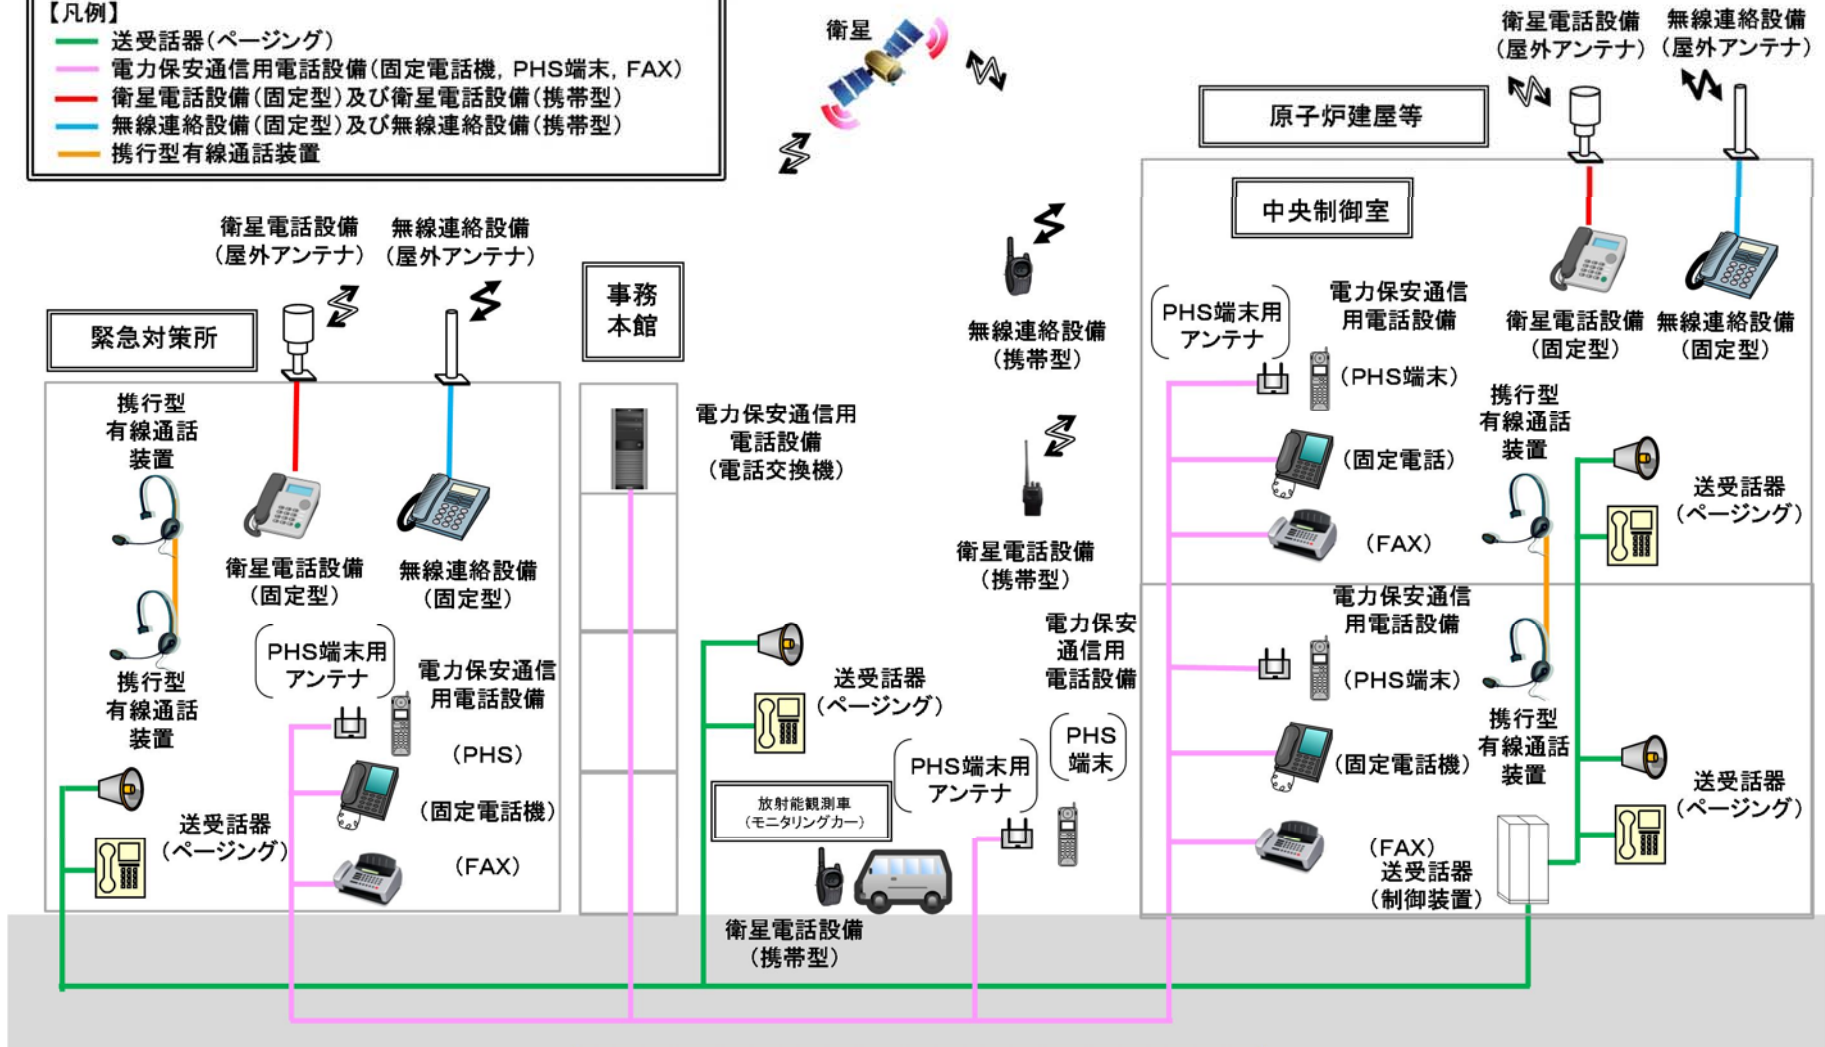 【凡例】
送受話器(ページング)
電力保安通信用電話設備(固定電話機, PHS端末, FAX)
衛星電話設備(固定型)及び衛星電話設備(携帯型)
無線連絡設備(固定型)及び無線連絡設備(携帯型)
携行型有線通話装置
衛星
衛星電話設備
(屋外アンテナ)
無線連絡設備
(屋外アンテナ)
原子炉建屋等
中央制御室
衛星電話設備
(屋外アンテナ)
無線連絡設備
(屋外アンテナ)
緊急対策所
事務
本館
携行型
有線通話
装置
衛星電話設備
(固定型)
無線連絡設備
(固定型)
携行型
有線通話
装置
PHS端末用
アンテナ
電力保安通信
用電話設備
(PHS)
(固定電話機)
(FAX)
送受話器
(ページング)
電力保安通信用
電話設備
(電話交換機)
無線連絡設備
(携帯型)
衛星電話設備
(携帯型)
送受話器
(ページング)
電力保安
通信用
電話設備
PHS
端末
PHS端末用
アンテナ
放射能観測車
(モニタリングカー)
衛星電話設備
(携帯型)
PHS端末用
アンテナ
電力保安通信
用電話設備
(PHS端末)
(固定電話)
(FAX)
衛星電話設備
(固定型)
無線連絡設備
(固定型)
携行型
有線通話
装置
送受話器
(ページング)
電力保安通信
用電話設備
(PHS端末)
(固定電話機)
(FAX)
携行型
有線通話
装置
送受話器
(制御装置)
送受話器
(ページング)